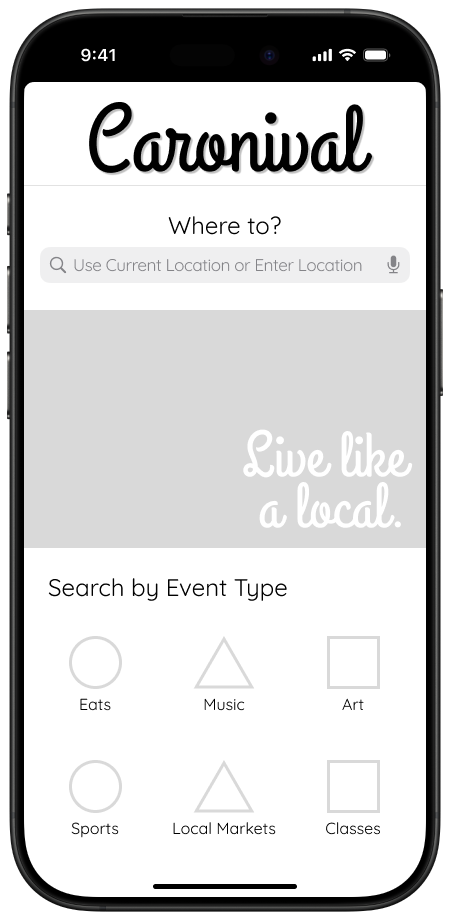 9:41
Caronival
Where to?
Use Current Location or Enter Location
Live like
a local.
Search by Event Type
Eats Music Art
Sports Local Markets Classes